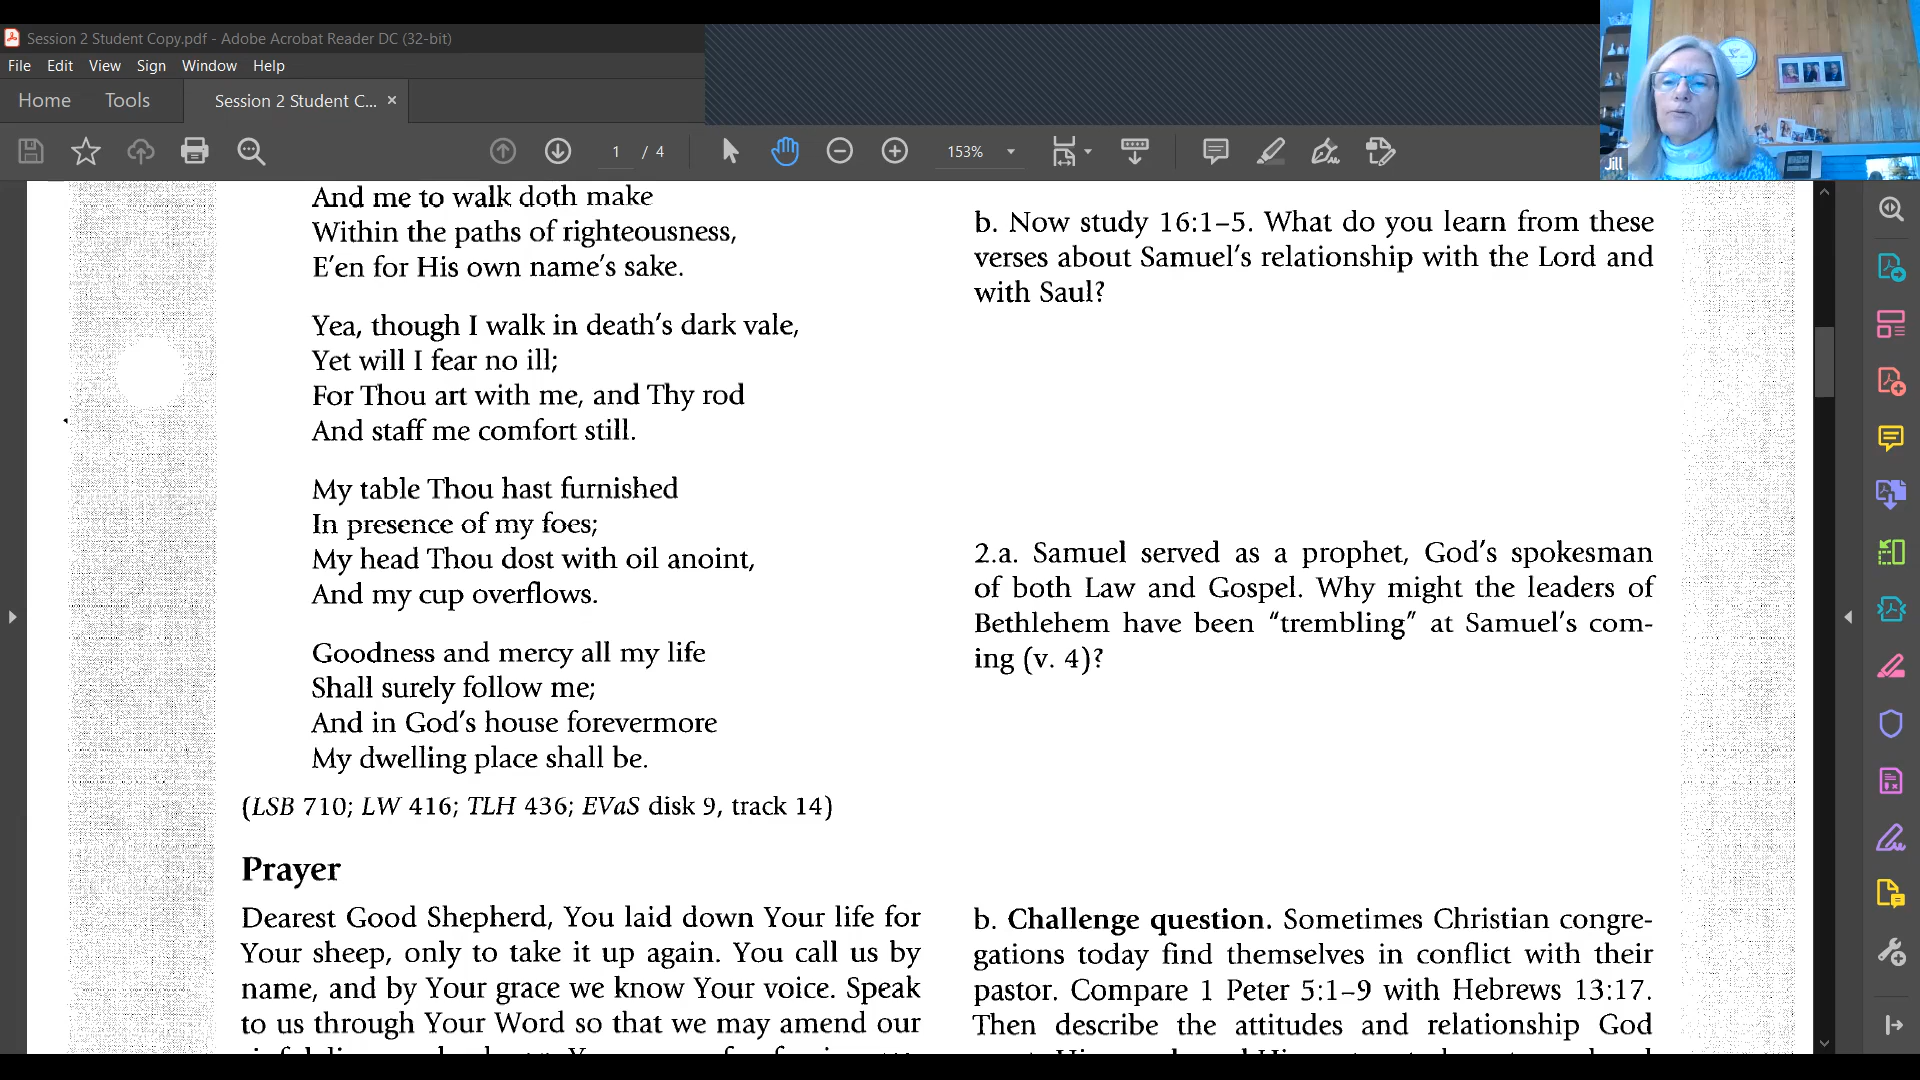 Session 2 Student Copy.pdf - Adobe Acrobat Reader DC (32-bit)
File Edit View Sign Window Help
Home Tools Session 2 Student C... ×
1 / 4 153%
Jill
And me to walk doth make
Within the paths of righteousness,
E’en for His own name’s sake.
Yea, though I walk in death’s dark vale,
Yet will I fear no ill;
For Thou art with me, and Thy rod
And staff me comfort still.
My table Thou hast furnished
In presence of my foes;
My head Thou dost with oil anoint,
And my cup overflows.
Goodness and mercy all my life
Shall surely follow me;
And in God’s house forevermore
My dwelling place shall be.
(LSB 710; LW 416; TLH 436; EVaS disk 9, track 14)
Prayer
Dearest Good Shepherd, You laid down Your life for
Your sheep, only to take it up again. You call us by
name, and by Your grace we know Your voice. Speak
to us through Your Word so that we may amend our
b. Now study 16:1–5. What do you learn from these
verses about Samuel’s relationship with the Lord and
with Saul?
2.a. Samuel served as a prophet, God’s spokesman
of both Law and Gospel. Why might the leaders of
Bethlehem have been “trembling” at Samuel’s com-
ing (v. 4)?
b. Challenge question. Sometimes Christian congre-
gations today find themselves in conflict with their
pastor. Compare 1 Peter 5:1–9 with Hebrews 13:17.
Then describe the attitudes and relationship God